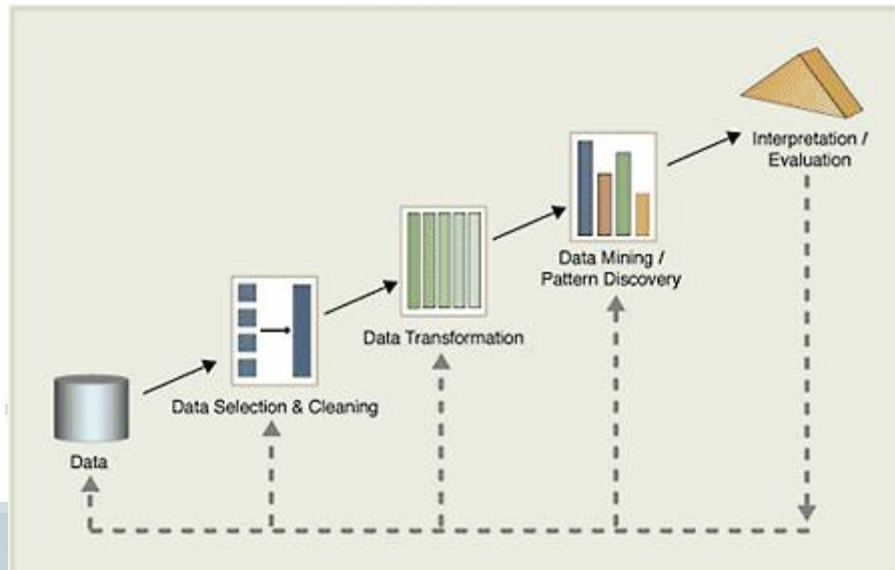 Interpretation /
Evaluation
Data Mining /
Pattern Discovery
Data Transformation
Data Selection & Cleaning
Data